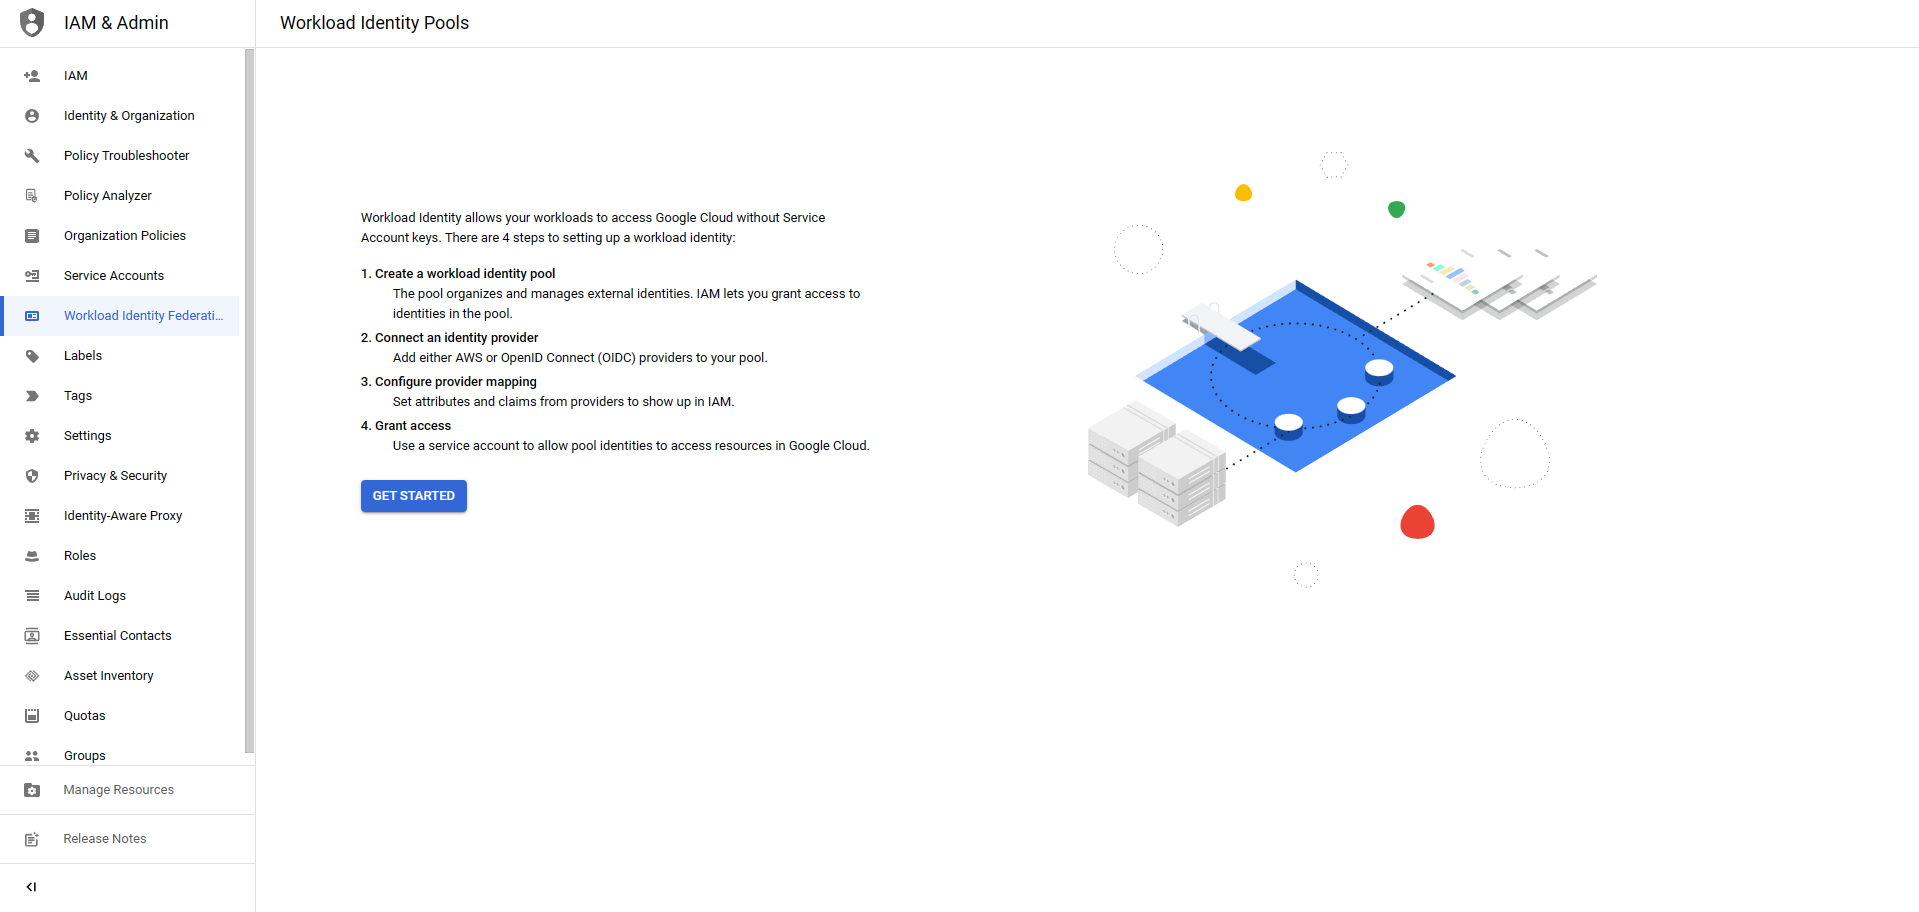 IAM & Admin
Workload Identity Pools
IAM
Identity & Organization
Policy Troubleshooter
Policy Analyzer
Organization Policies
Service Accounts
Workload Identity Federati...
Labels
Tags
Settings
Privacy & Security
Identity-Aware Proxy
Roles
Audit Logs
Essential Contacts
Asset Inventory
Quotas
Groups
Manage Resources
Release Notes
Workload Identity allows your workloads to access Google Cloud without Service
Account keys. There are 4 steps to setting up a workload identity:
1. Create a workload identity pool
The pool organizes and manages external identities. IAM lets you grant access to
identities in the pool.
2. Connect an identity provider
Add either AWS or OpenID Connect (OIDC) providers to your pool.
3. Configure provider mapping
Set attributes and claims from providers to show up in IAM.
4. Grant access
Use a service account to allow pool identities to access resources in Google Cloud.
GET STARTED